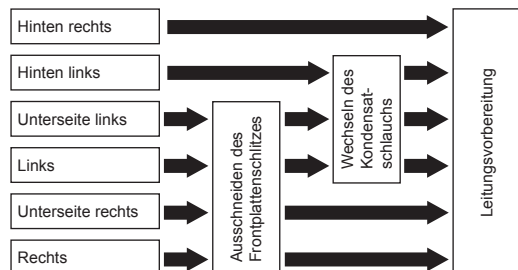 Hinten rechts
Hinten links
Unterseite links
Links
Unterseite rechts
Rechts
Ausschneiden des
Frontplattenschlitzes
Wechseln des
Kondensat-
schlauchs
Leitungsvorbereitung